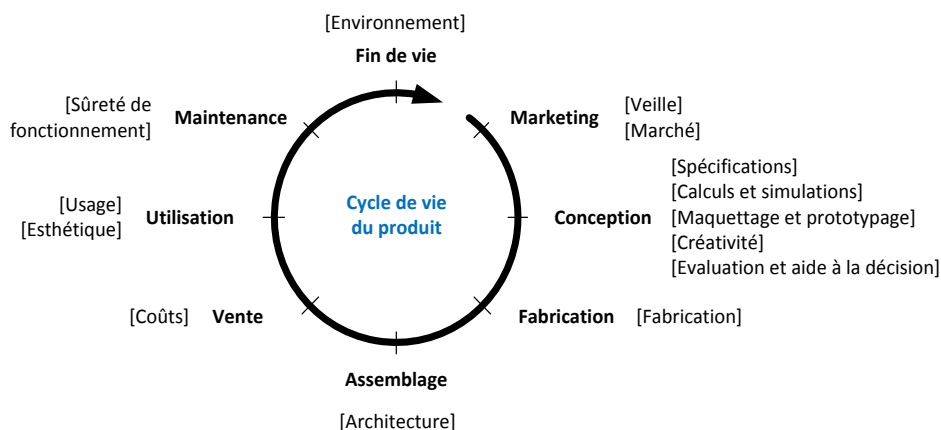 [Environnement]
Fin de vie
[Sûreté de
fonctionnement]
Maintenance
Marketing
[Veille]
[Marché]
[Usage]
[Esthétique]
Utilisation
Cycle de vie
du produit
Conception
[Spécifications]
[Calculs et simulations]
[Maquettage et prototypage]
[Créativité]
[Evaluation et aide à la décision]
[Coûts]
Vente
Fabrication
[Fabrication]
Assemblage
[Architecture]